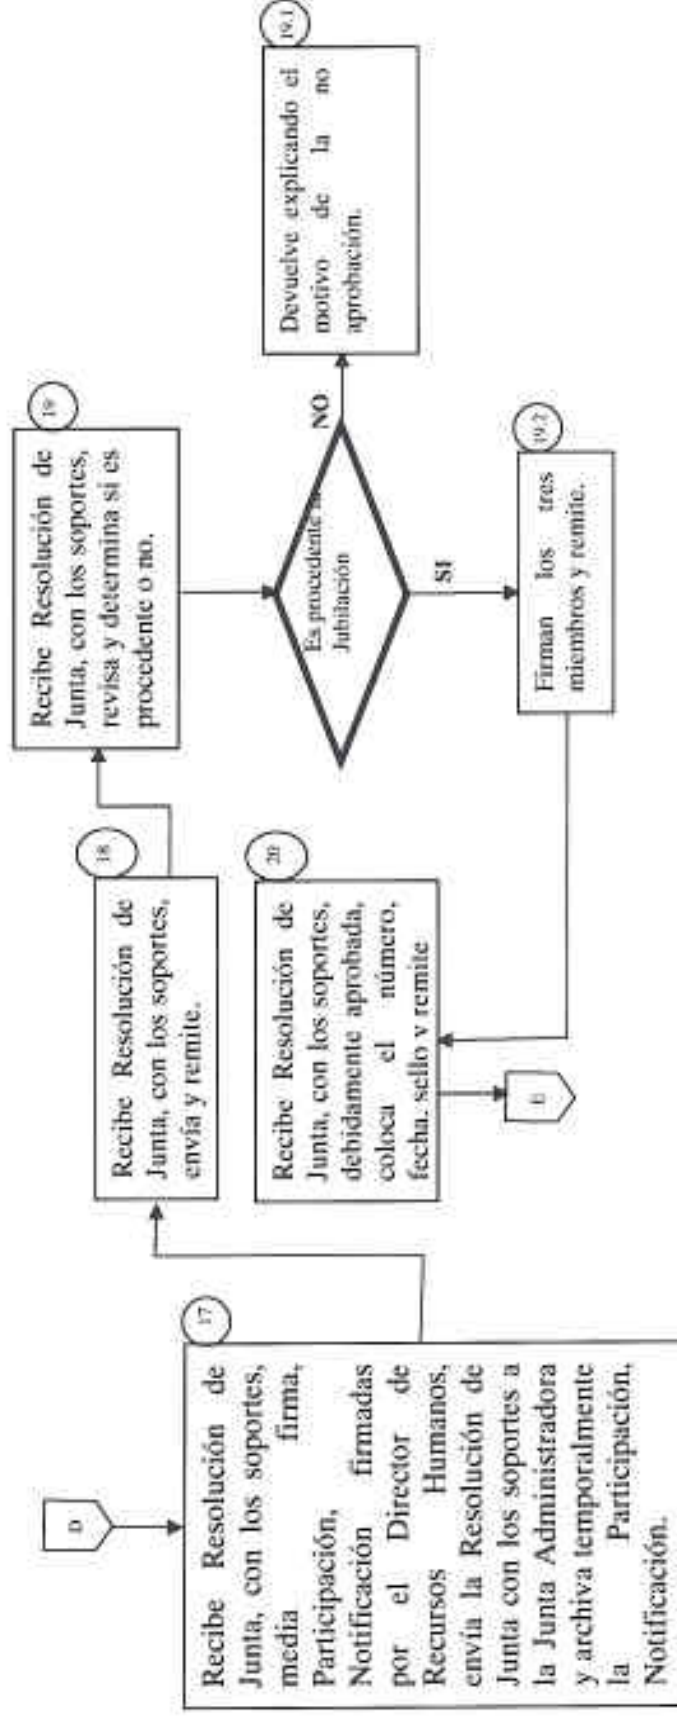 D
17
Recibe Resolución de
Junta, con los soportes,
media firma,
Participación,
Notificación firmadas
por el Director de
Recursos Humanos,
envía la Resolución de
Junta con los soportes a
la Junta Administradora
y archiva temporalmente
la Participación,
Notificación.
18
Recibe Resolución de
Junta, con los soportes,
envía y remite.
19
Recibe Resolución de
Junta, con los soportes,
revisa y determina si es
procedente o no.
Es procedente
Jubilación
NO
19.1
Devuelve explicando el
motivo de la no
aprobación.
SI
19.2
Firman los tres
miembros y remite.
20
Recibe Resolución de
Junta, con los soportes,
debidamente aprobada,
coloca el número,
fecha. sello y remite
E